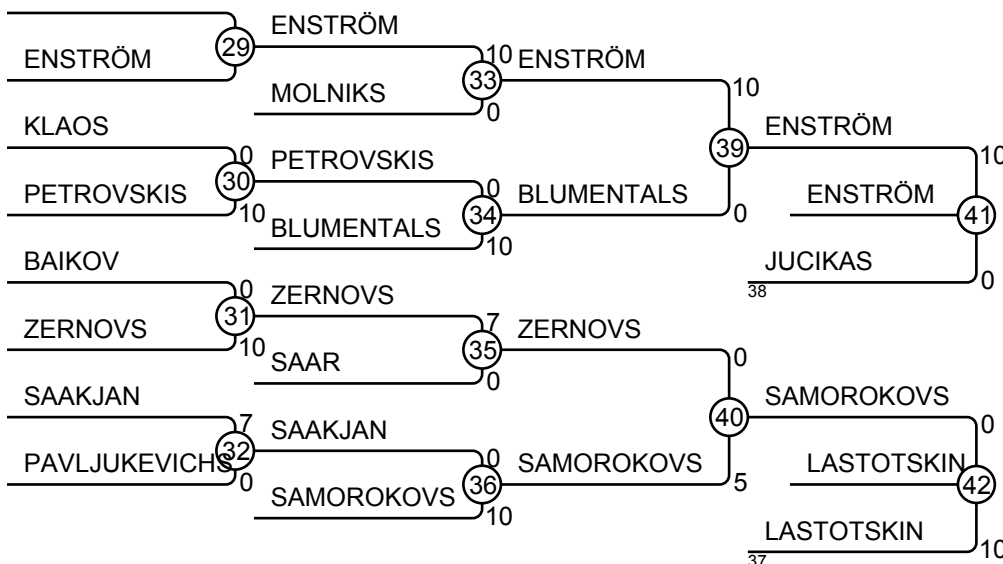 ENSTRÖM
10
29
ENSTRÖM
ENSTRÖM
33
10
MOLNIKS
0
KLAOS
ENSTRÖM
39
10
0
PETROVSKIS
ENSTRÖM
30
0
41
PETROVSKIS
34
BLUMENTALS
0
10
BLUMENTALS
10
BAIKOV
JUCIKAS
0
0
ZERNOVS
38
31
7
ZERNOVS
ZERNOVS
35
10
0
SAAR
0
SAAKJAN
SAMOROKOVS
7
40
0
SAAKJAN
32
0
PAVLJUKEVICHS
SAMOROKOVS
LASTOTSKIN
0
36
5
42
SAMOROKOVS
10
LASTOTSKIN
37
10